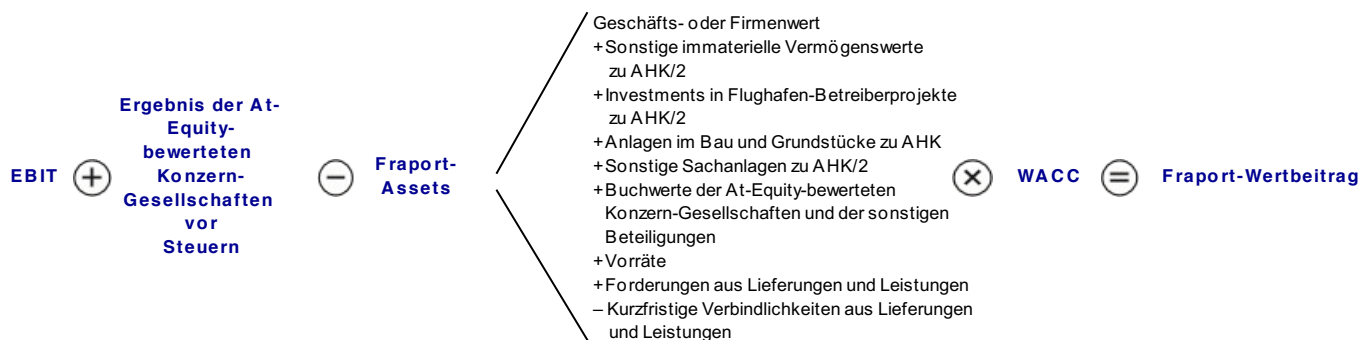 EBIT
+
Ergebnis der At-
Equity-
bewerteten
Konzern-
Gesellschaften
vor
Steuern
−
Fraport-
Assets
Geschäfts- oder Firmenwert
+Sonstige immaterielle Vermögenswerte
zu AHK/2
+Investments in Flughafen-Betreiberprojekte
zu AHK/2
+Anlagen im Bau und Grundstücke zu AHK
+Sonstige Sachanlagen zu AHK/2
+Buchwerte der At-Equity-bewerteten
Konzern-Gesellschaften und der sonstigen
Beteiligungen
+Vorräte
+Forderungen aus Lieferungen und Leistungen
– Kurzfristige Verbindlichkeiten aus Lieferungen
und Leistungen
×
WACC
=
Fraport-Wertbeitrag